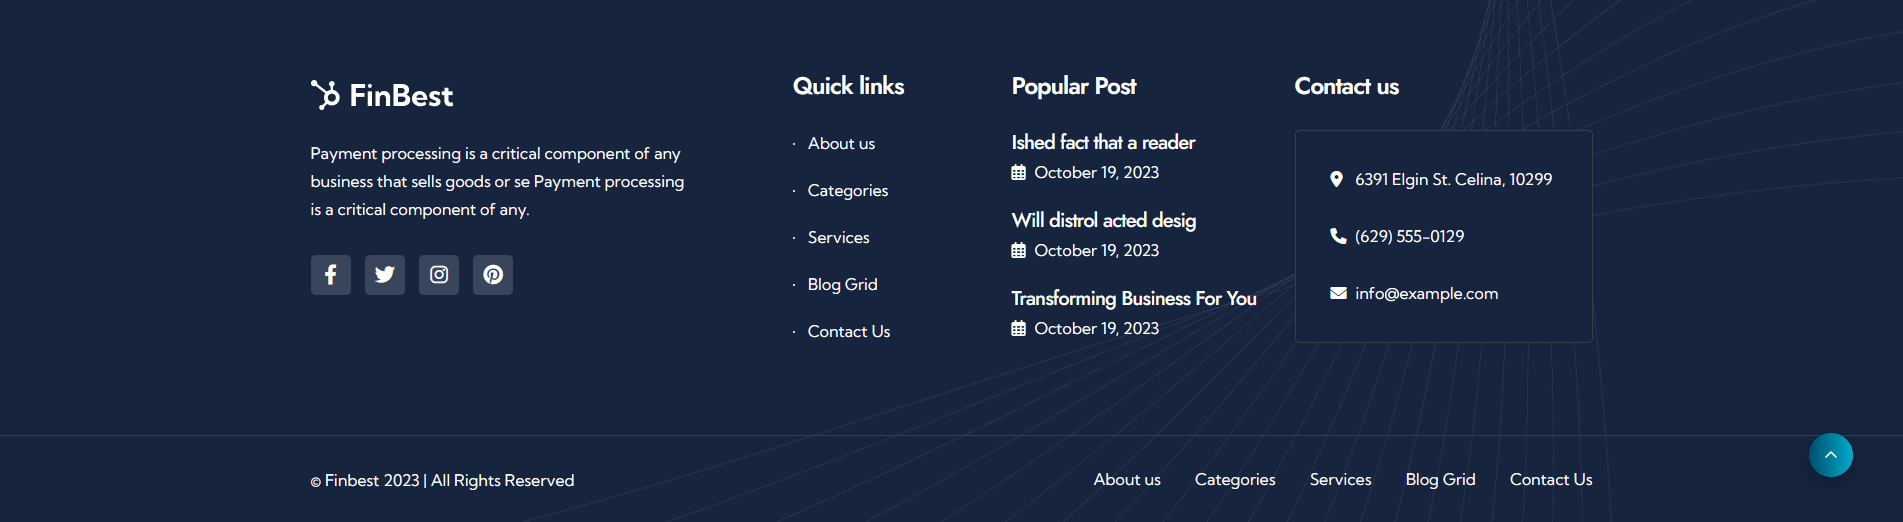 FinBest
Payment processing is a critical component of any
business that sells goods or se Payment processing
is a critical component of any.
Quick links
· About us
· Categories
· Services
· Blog Grid
· Contact Us
Popular Post
Ished fact that a reader
October 19, 2023
Will distrol acted desig
October 19, 2023
Transforming Business For You
October 19, 2023
Contact us
6391 Elgin St. Celina, 10299
(629) 555-0129
info@example.com
© Finbest 2023 | All Rights Reserved
About us Categories Services Blog Grid Contact Us